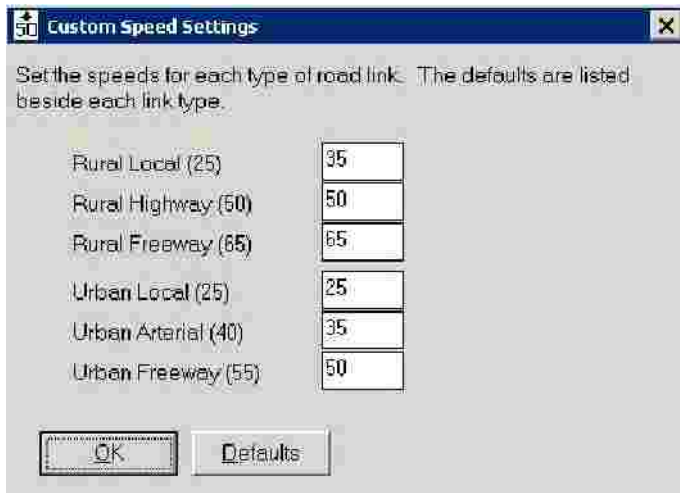 50
Custom Speed Settings
Set the speeds for each type of road link. The defaults are listed
beside each link type.
Rural Local (25) 35
Rural Highway (50) 50
Rural Freeway (65) 65
Urban Local (25) 25
Urban Arterial (40) 35
Urban Freeway (55) 50
OK Defaults